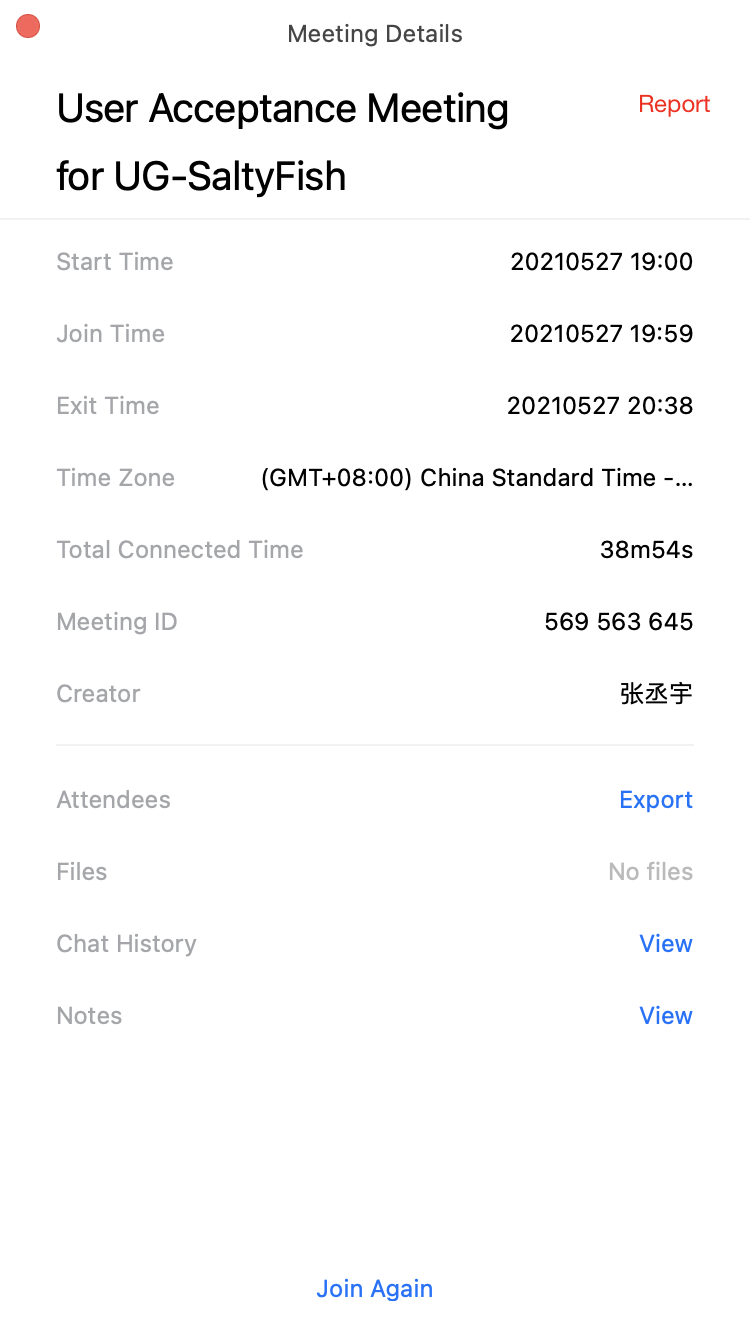 Meeting Details
User Acceptance Meeting
Report
for UG-SaltyFish
Start Time 20210527 19:00
Join Time 20210527 19:59
Exit Time 20210527 20:38
Time Zone (GMT+08:00) China Standard Time -...
Total Connected Time 38m54s
Meeting ID 569 563 645
Creator 张丞宇
Attendees Export
Files No files
Chat History View
Notes View
Join Again